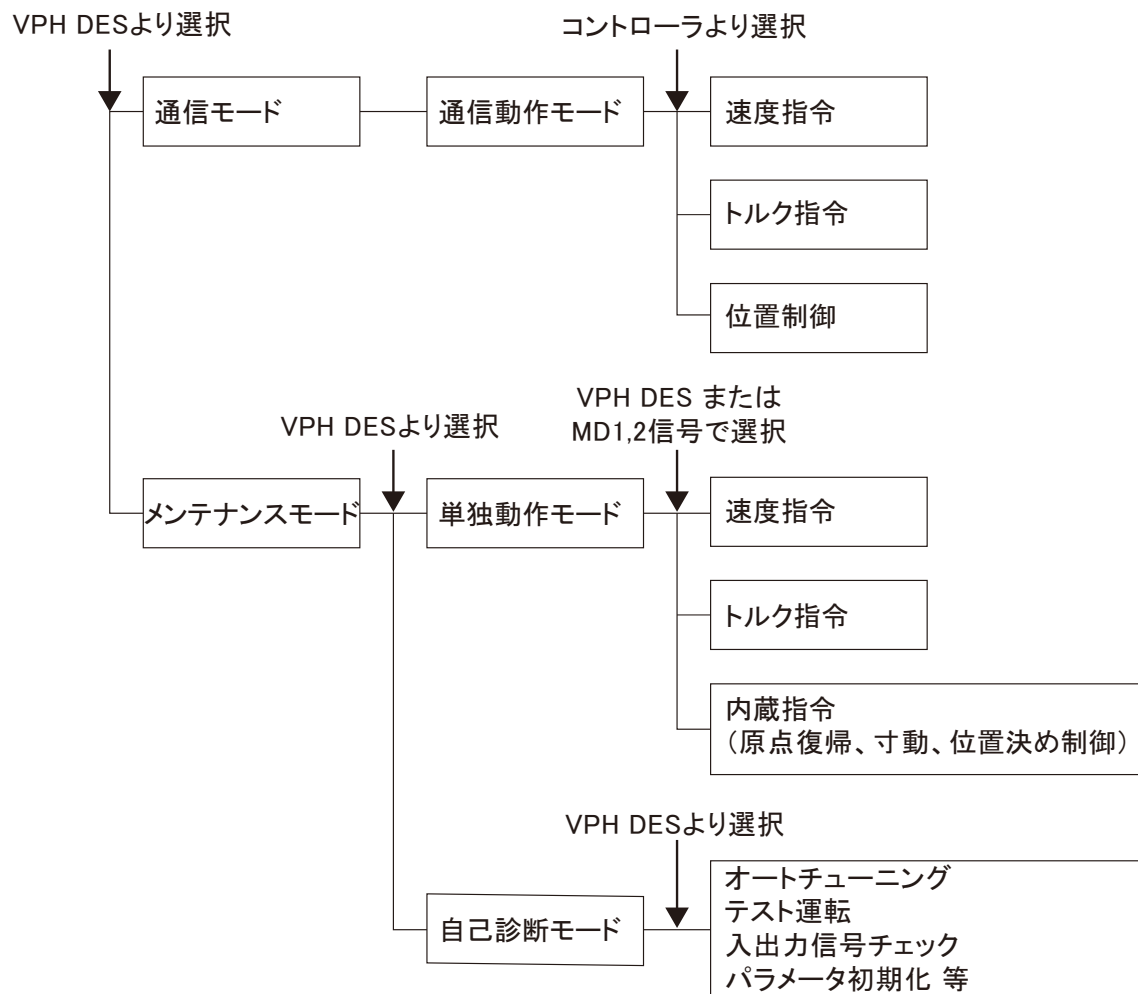 VPH DESより選択
コントローラより選択
通信モード
通信動作モード
速度指令
トルク指令
位置制御
VPH DES または
MD1,2信号で選択
VPH DESより選択
メンテナンスモード
単独動作モード
速度指令
トルク指令
内蔵指令
（原点復帰、寸動、位置決め制御）
VPH DESより選択
自己診断モード
オートチューニング
テスト運転
入出力信号チェック
パラメータ初期化 等